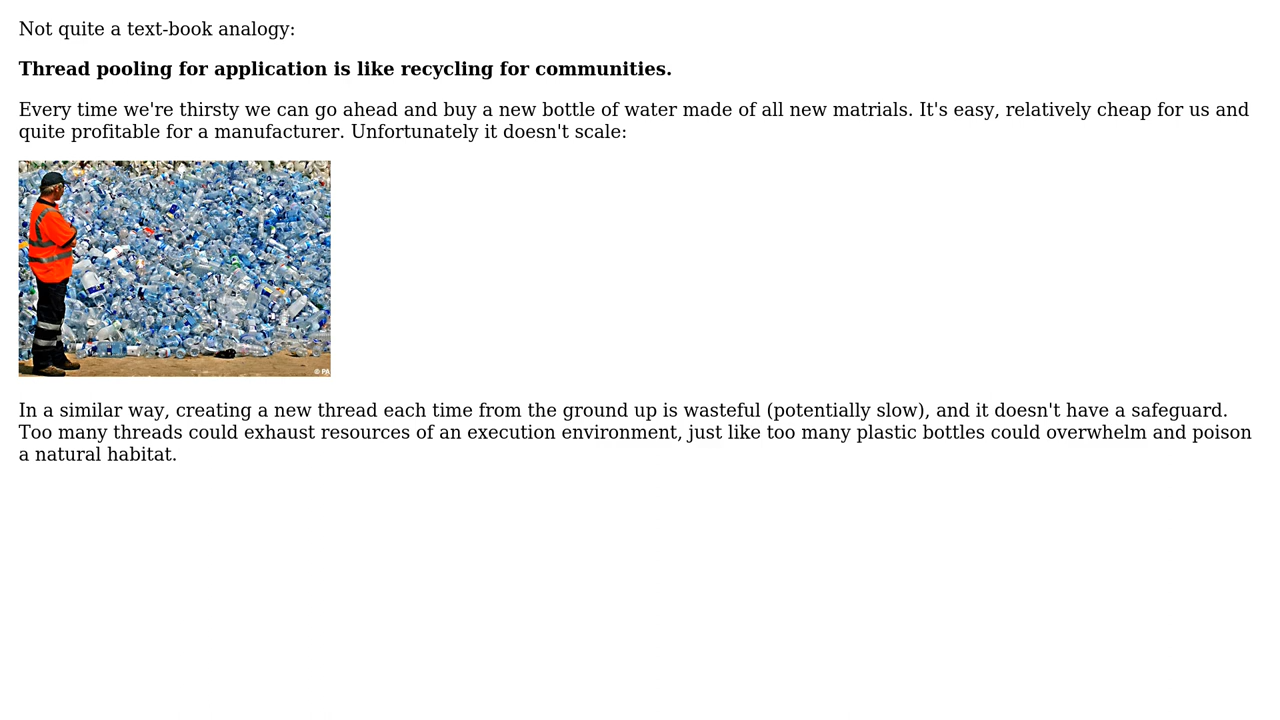 Not quite a text-book analogy:
Thread pooling for application is like recycling for communities.
Every time we're thirsty we can go ahead and buy a new bottle of water made of all new matrials. It's easy, relatively cheap for us and
quite profitable for a manufacturer. Unfortunately it doesn't scale:
© PA
In a similar way, creating a new thread each time from the ground up is wasteful (potentially slow), and it doesn't have a safeguard.
Too many threads could exhaust resources of an execution environment, just like too many plastic bottles could overwhelm and poison
a natural habitat.